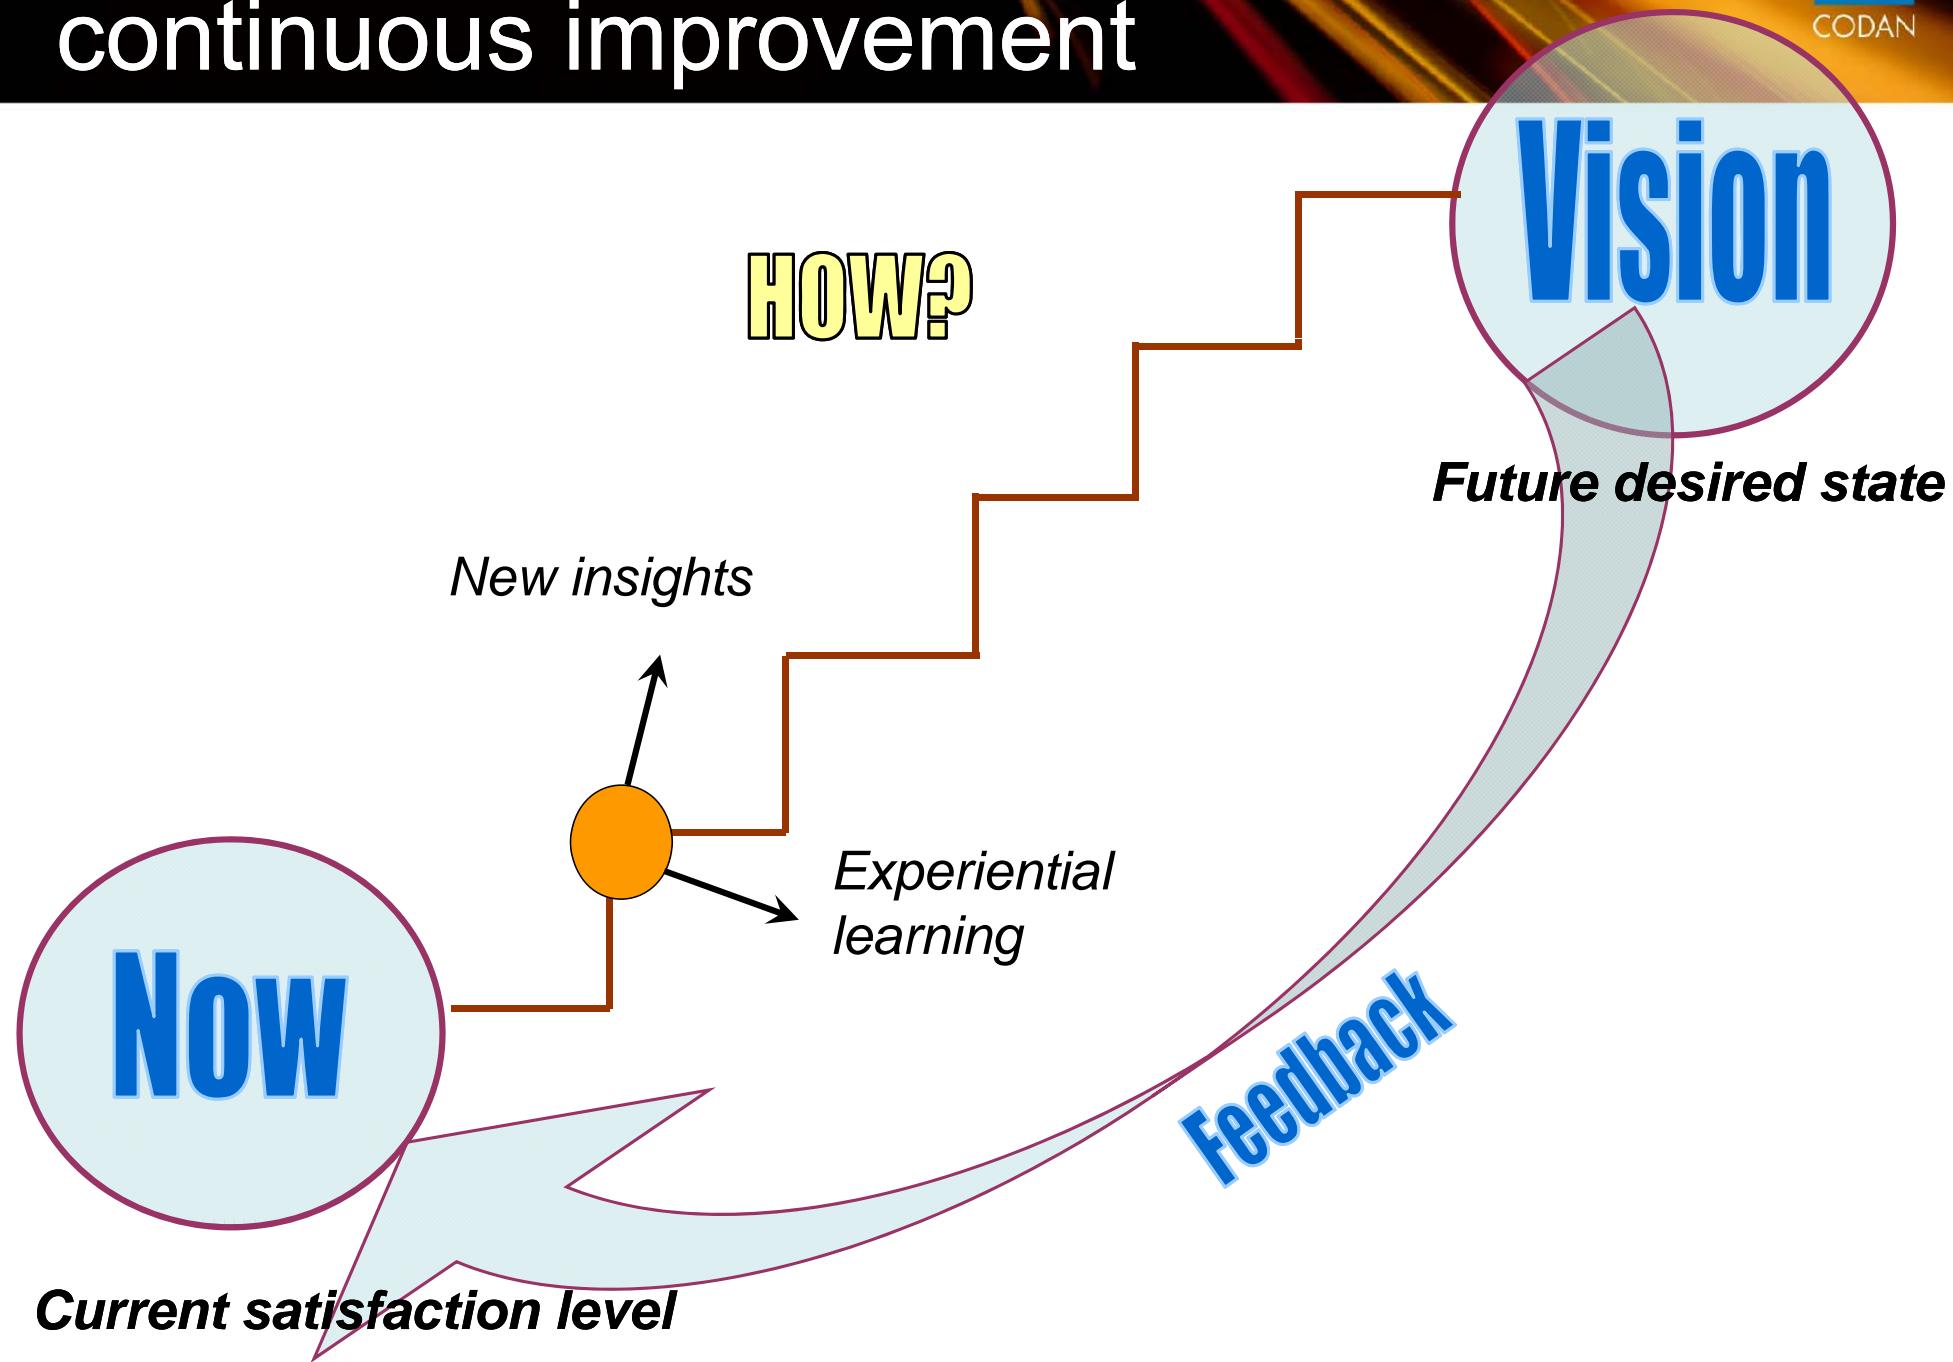 continuous improvement
CODAN
Vision
HOW?
Future desired state
New insights
Experiential
learning
Now
Feedback
Current satisfaction level